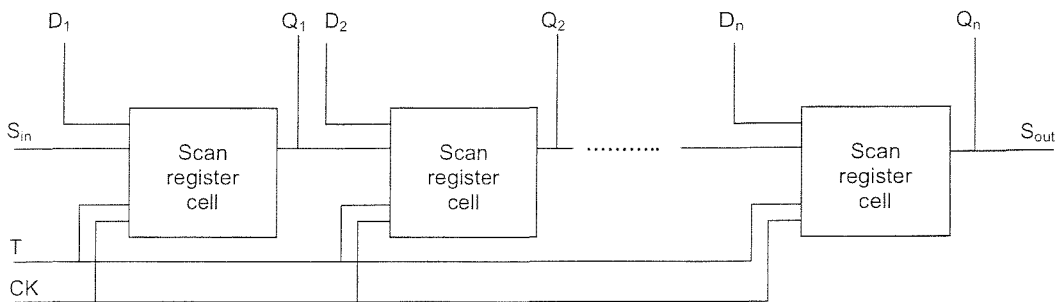 D₁ Q₁ D₂ Q₂ Dₙ Qₙ
Sᵢₙ Scan register cell Scan register cell ........... Scan register cell Sₒᵤₜ
T
CK